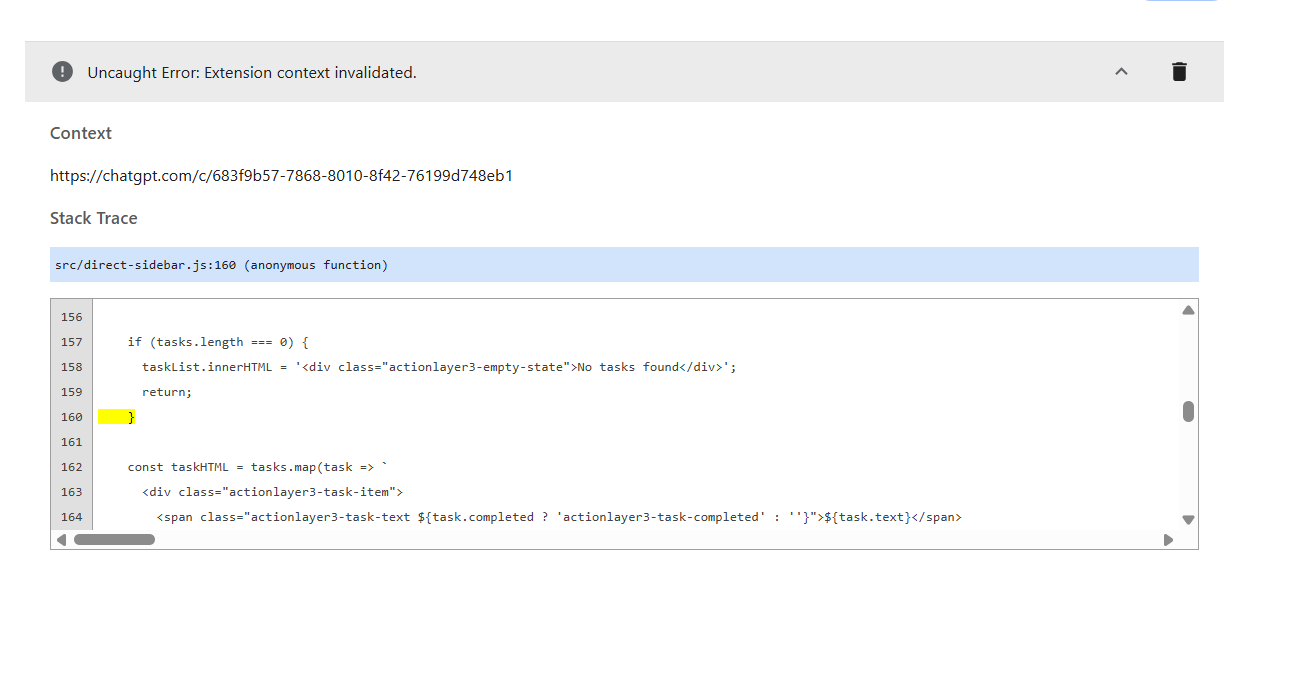 Uncaught Error: Extension context invalidated.
Context
https://chatgpt.com/c/683f9b57-7868-8010-8f42-76199d748eb1
Stack Trace
src/direct-sidebar.js:160 (anonymous function)
156
157 if (tasks.length === 0) {
158 taskList.innerHTML = '<div class="actionlayer3-empty-state">No tasks found</div>';
159 return;
160 }
161
162 const taskHTML = tasks.map(task => `
163 <div class="actionlayer3-task-item">
164 <span class="actionlayer3-task-text ${task.completed ? 'actionlayer3-task-completed' : ''}">${task.text}</span>